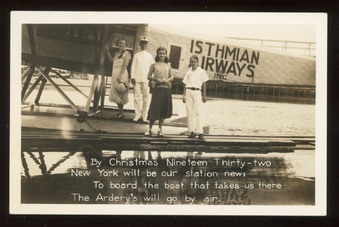 ISTHMIAN
AIRWAYS
INC.
By Christmas Nineteen Thirty-two
New York will be our station new;
To board the boat that takes us there
The Ardery's will go by air.